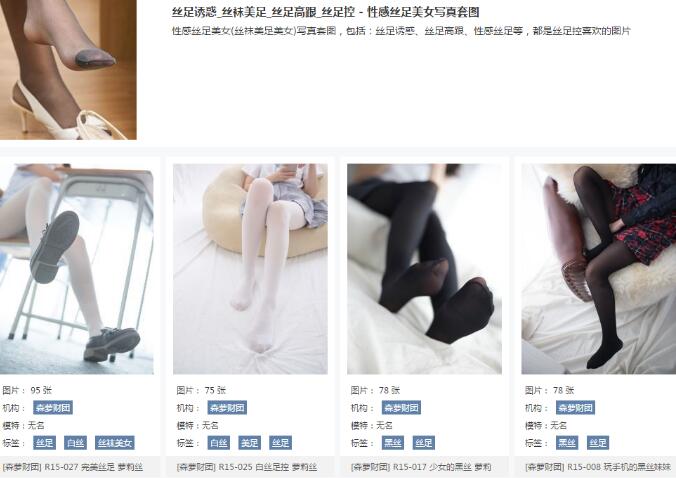 丝足诱惑_丝袜美足_丝足高跟_丝足控 - 性感丝足美女写真套图
性感丝足美女(丝袜美足美女)写真套图，包括：丝足诱惑、丝足高跟、性感丝足等，都是丝足控喜欢的图片
图片： 95 张
机构： 森萝财团
模特：无名
标签： 丝足 白丝 丝袜美女
[森萝财团] R15-027 完美丝足 萝莉丝
图片： 75 张
机构： 森萝财团
模特：无名
标签： 白丝 美足 丝足
[森萝财团] R15-025 白丝足控 萝莉丝
图片： 78 张
机构： 森萝财团
模特：无名
标签： 黑丝 丝足
[森萝财团] R15-017 少女的黑丝 萝莉
图片： 78 张
机构： 森萝财团
模特：无名
标签： 黑丝 丝足
[森萝财团] R15-008 玩手机的黑丝妹妹